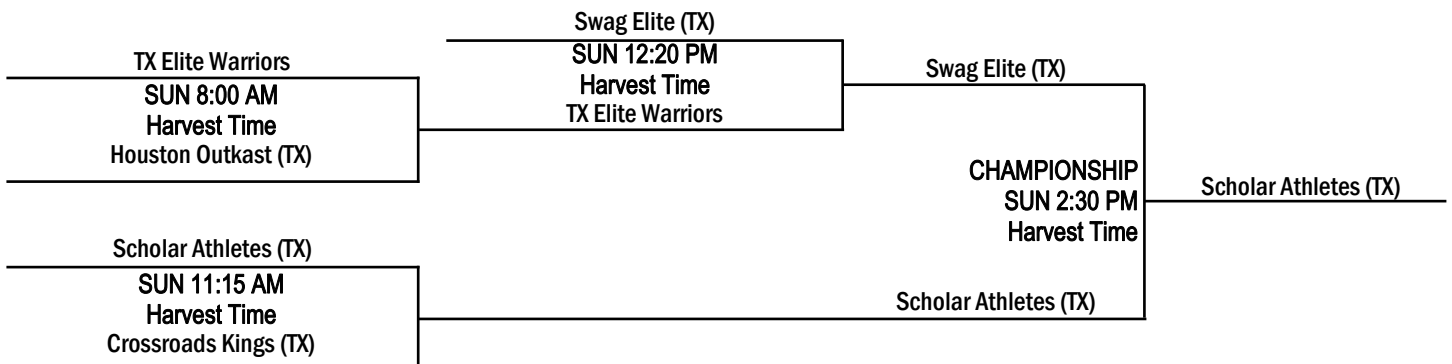 Swag Elite (TX)
TX Elite Warriors
SUN 12:20 PM
Harvest Time
TX Elite Warriors
Swag Elite (TX)
SUN 8:00 AM
Harvest Time
Houston Outkast (TX)
CHAMPIONSHIP
SUN 2:30 PM
Harvest Time
Scholar Athletes (TX)
Scholar Athletes (TX)
SUN 11:15 AM
Harvest Time
Crossroads Kings (TX)
Scholar Athletes (TX)